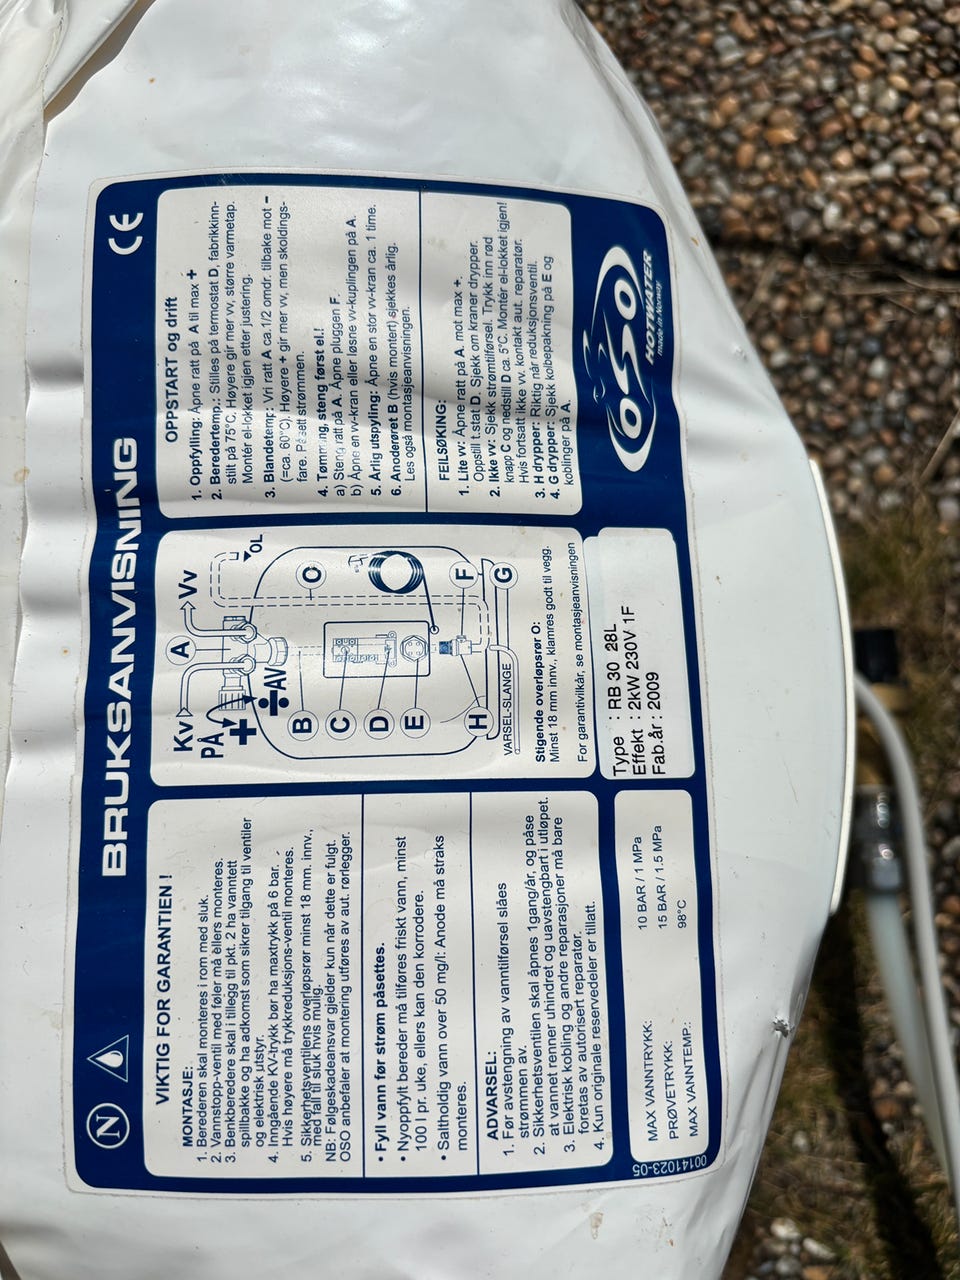 N
BRUKSANVISNING
CE
VIKTIG FOR GARANTIEN !
MONTASJE:
1. Berederen skal monteres i rom med sluk.
2. Vannstopp-ventil med føler må ellers monteres.
3. Benkberedere skal i tillegg til pkt. 2 ha vanntett
spillbakke og ha adkomst som sikrer tilgang til ventiler
og elektrisk utstyr.
4. Imgående KV-trykk bør ha maxtrykk på 6 bar.
Hvis høyere må trykkreduksjons-ventil monteres.
5. Sikkerhetsventilens overløpsrør minst 18 mm. innv.,
med fall til sluk hvis mulig.
NB: Følgeskadeansvar gjelder kun når dette er fulgt.
OSO anbefaler at montering utføres av aut. rørlegger.
• Fyll vann før strøm påsettes.
• Nyoppfylt bereder må tilføres friskt vann, minst
100 l pr. uke, ellers kan den korrodere.
• Saltholdig vann over 50 mg/l: Anode må straks
monteres.
ADVARSEL:
1. Før avstengning av vanntilførsel slåes
strømmen av.
2. Sikkerhetsventilen skal åpnes 1gang/år, og påse
at vannet renner uhindret og uavstengbart i utløpet.
3. Elektrisk kobling og andre reparasjoner må bare
foretas av autorisert reparatør.
4. Kun originale reservedeler er tillatt.
MAX VANNTRYKK: 10 BAR / 1 MPa
PRØVETRYKK: 15 BAR / 1.5 MPa
MAX VANNTEMP.: 98°C
00141023-05
Kv
A
Vv
PÅ
+
÷
AV
OL
B
C
D
E
H
O
F
G
VARSEL-SLANGE
Stigende overløpsrør O:
Minst 18 mm innv., klamres godt til vegg.
For garantivilkår, se montasjeanvisningen
Type : RB 30 28L
Effekt : 2kW 230V 1F
Fab.år : 2009
OPPSTART og drift
1. Oppfylling: Åpne ratt på A til max +
2. Beredertemp.: Stilles på termostat D, fabrikkinn-
stilt på 75°C. Høyere gir mer vv, større varmetap.
Montér el-lokket igjen etter justering.
3. Blandetemp: Vri ratt A ca.1/2 omdr. tilbake mot –
(=ca. 60°C). Høyere + gir mer vv, men skoldings-
fare. Påsett strømmen.
4. Tømming, steng først el.!
a) Steng ratt på A. Åpne pluggen F.
b) Åpne en vv-kran eller løsne vv-kuplingen på A.
5. Årlig utspyling: Åpne en stor vv-kran ca. 1 time.
6. Anoderøret B (hvis montert) sjekkes årlig.
Les også montasjeanvisningen.
FEILSØKING:
1. Lite vv: Åpne ratt på A. mot max +.
Oppstill t.stat D. Sjekk om kraner drypper.
2. Ikke vv: Sjekk strømtilførsel. Trykk inn rød
knapp C og nedstill D ca. 5°C. Montér el-lokket igjen!
Hvis fortsatt ikke vv. kontakt aut. reparatør.
3. H drypper: Riktig når reduksjonsventil.
4. G drypper: Sjekk kolbepakning på E og
koblinger på A.
OSO
HOTWATER
made in Norway